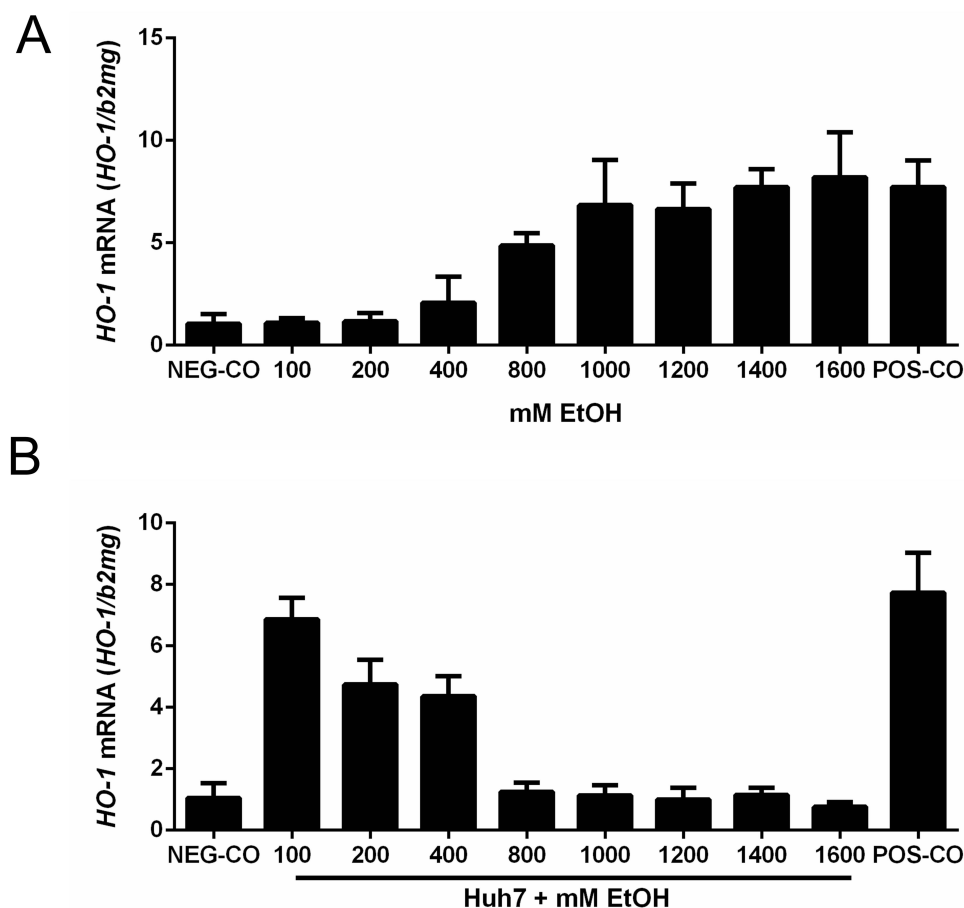 A
HO-1 mRNA (HO-1/b2mg)
15
10
5
0
NEG-CO 100 200 400 800 1000 1200 1400 1600 POS-CO
mM EtOH
B
HO-1 mRNA (HO-1/b2mg)
10
8
6
4
2
0
NEG-CO 100 200 400 800 1000 1200 1400 1600 POS-CO
Huh7 + mM EtOH